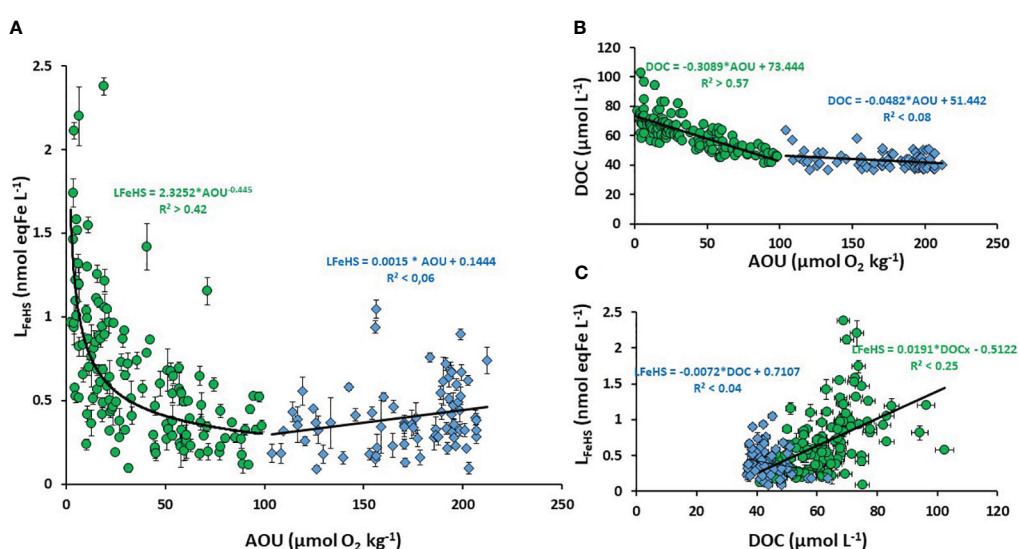 A
2.5
2
1.5
1
0.5
0
0 50 100 150 200
L_FeHS (nmol eqFe L⁻¹)
AOU (µmol O₂ kg⁻¹)
LFeHS = 2.3252*AOU⁻⁰·⁴⁴⁵
R² > 0.42
LFeHS = 0.0015 * AOU + 0.1444
R² < 0,06
B
120
100
80
60
40
20
0
0 50 100 150 200 250
DOC (µmol L⁻¹)
AOU (µmol O₂ kg⁻¹)
DOC = -0.3089*AOU + 73.444
R² > 0.57
DOC = -0.0482*AOU + 51.442
R² < 0.08
C
3
2.5
2
1.5
1
0.5
0
0 20 40 60 80 100 120
L_FeHS (nmol eqFe L⁻¹)
DOC (µmol L⁻¹)
LFeHS = -0.0072*DOC + 0.7107
R² < 0.04
LFeHS = 0.0191*DOCx - 0.5122
R² < 0.25